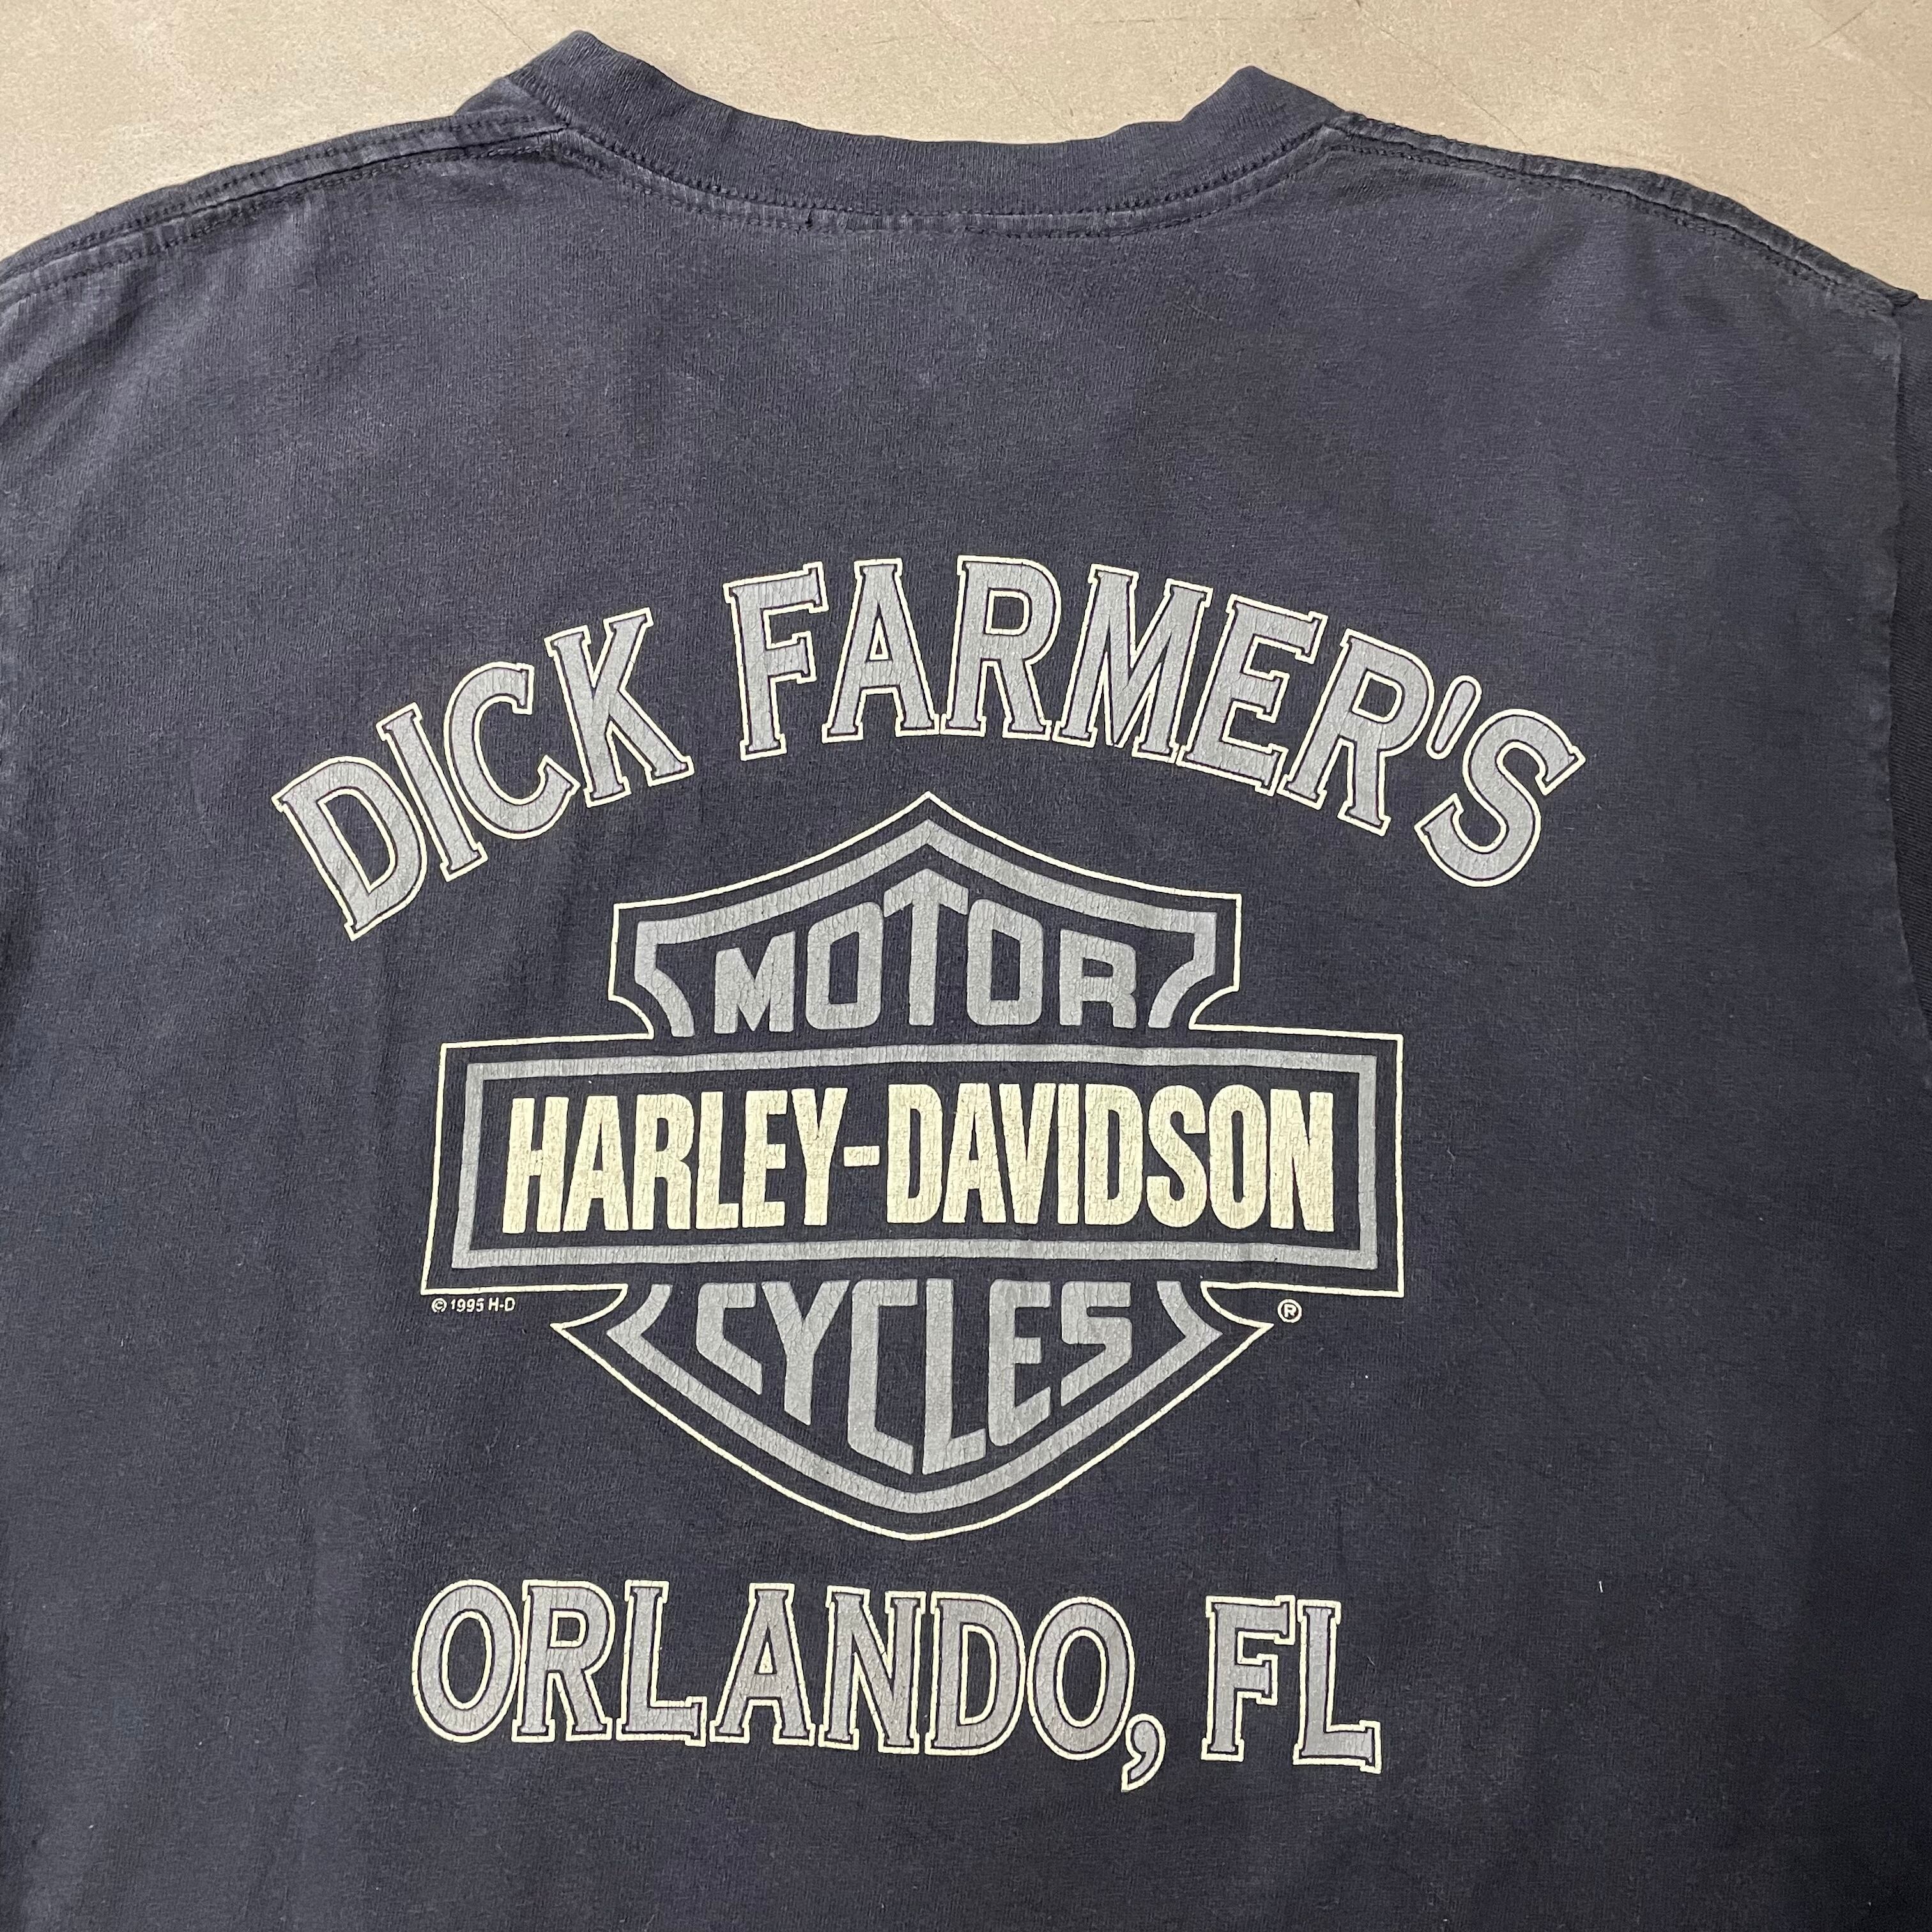 DICK FARMER'S
MOTOR
HARLEY-DAVIDSON
© 1995 H-D
®
CYCLES
ORLANDO, FL